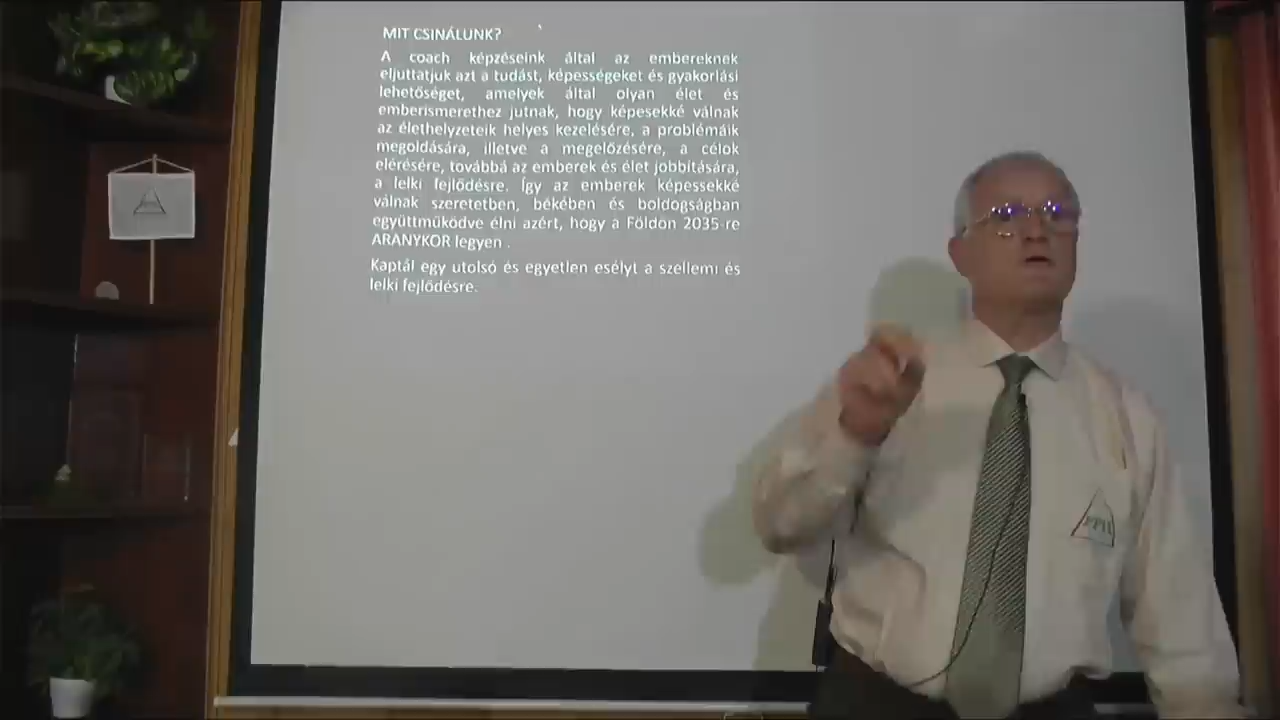 MIT CSINÁLUNK?
A coach képzéseink által az embereknek
eljuttatjuk azt a tudást, képességeket és gyakorlási
lehetőséget, amelyek által olyan élet és
emberismerethez jutnak, hogy képesekké válnak
az élethelyzeteik helyes kezelésére, a problémáik
megoldására, illetve a megelőzésére, a célok
elérésére, továbbá az emberek és élet jobbítására,
a lelki fejlődésre. Így az emberek képessekké
válnak szeretetben, békében és boldogságban
együttműködve élni azért, hogy a Földön 2035-re
ARANYKOR legyen .
Kaptál egy utolsó és egyetlen esélyt a szellemi és
lelki fejlődésre.